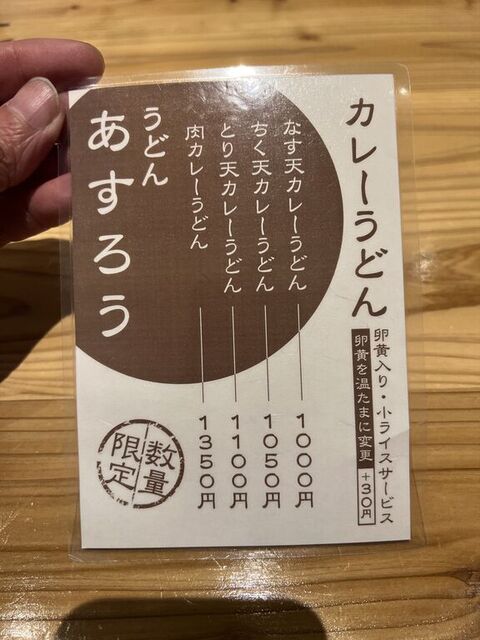 カレーうどん
卵黄入り・小ライスサービス
卵黄を温たまに変更 +30円
なす天カレーうどん 1000円
ちく天カレーうどん 1050円
とり天カレーうどん 1100円
肉カレーうどん 1350円
うどん
あすろう
数量
限定